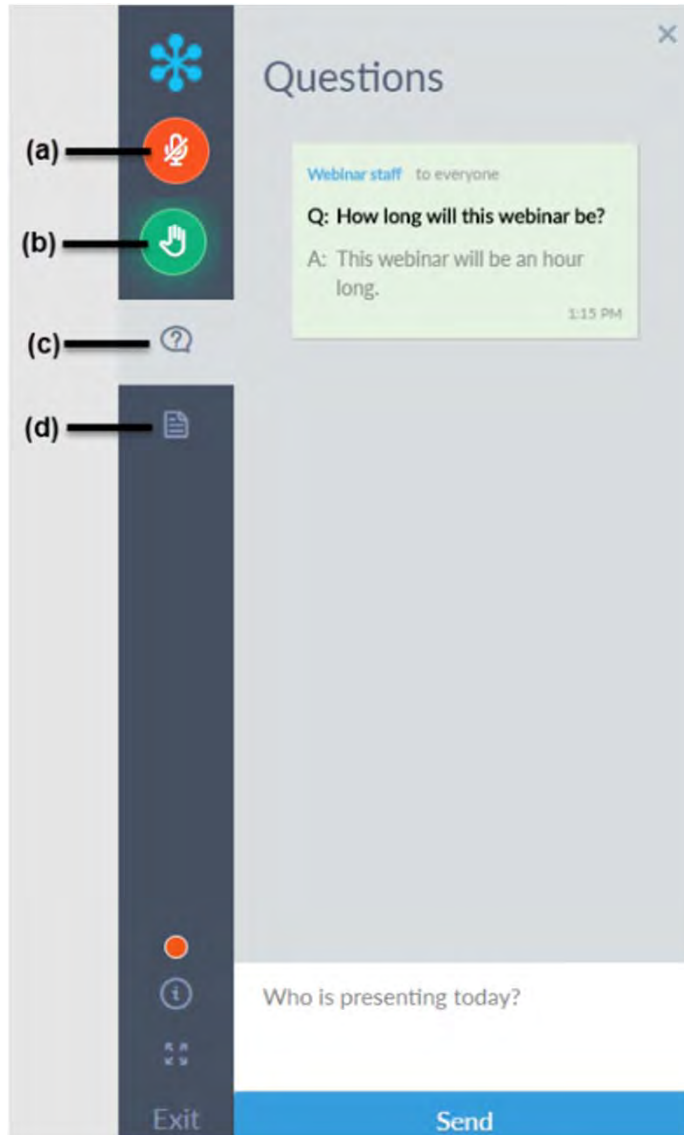 Questions
Webinar staff to everyone
Q: How long will this webinar be?
A: This webinar will be an hour
long.
1:15 PM
(a)
(b)
(c)
(d)
Who is presenting today?
Exit
Send